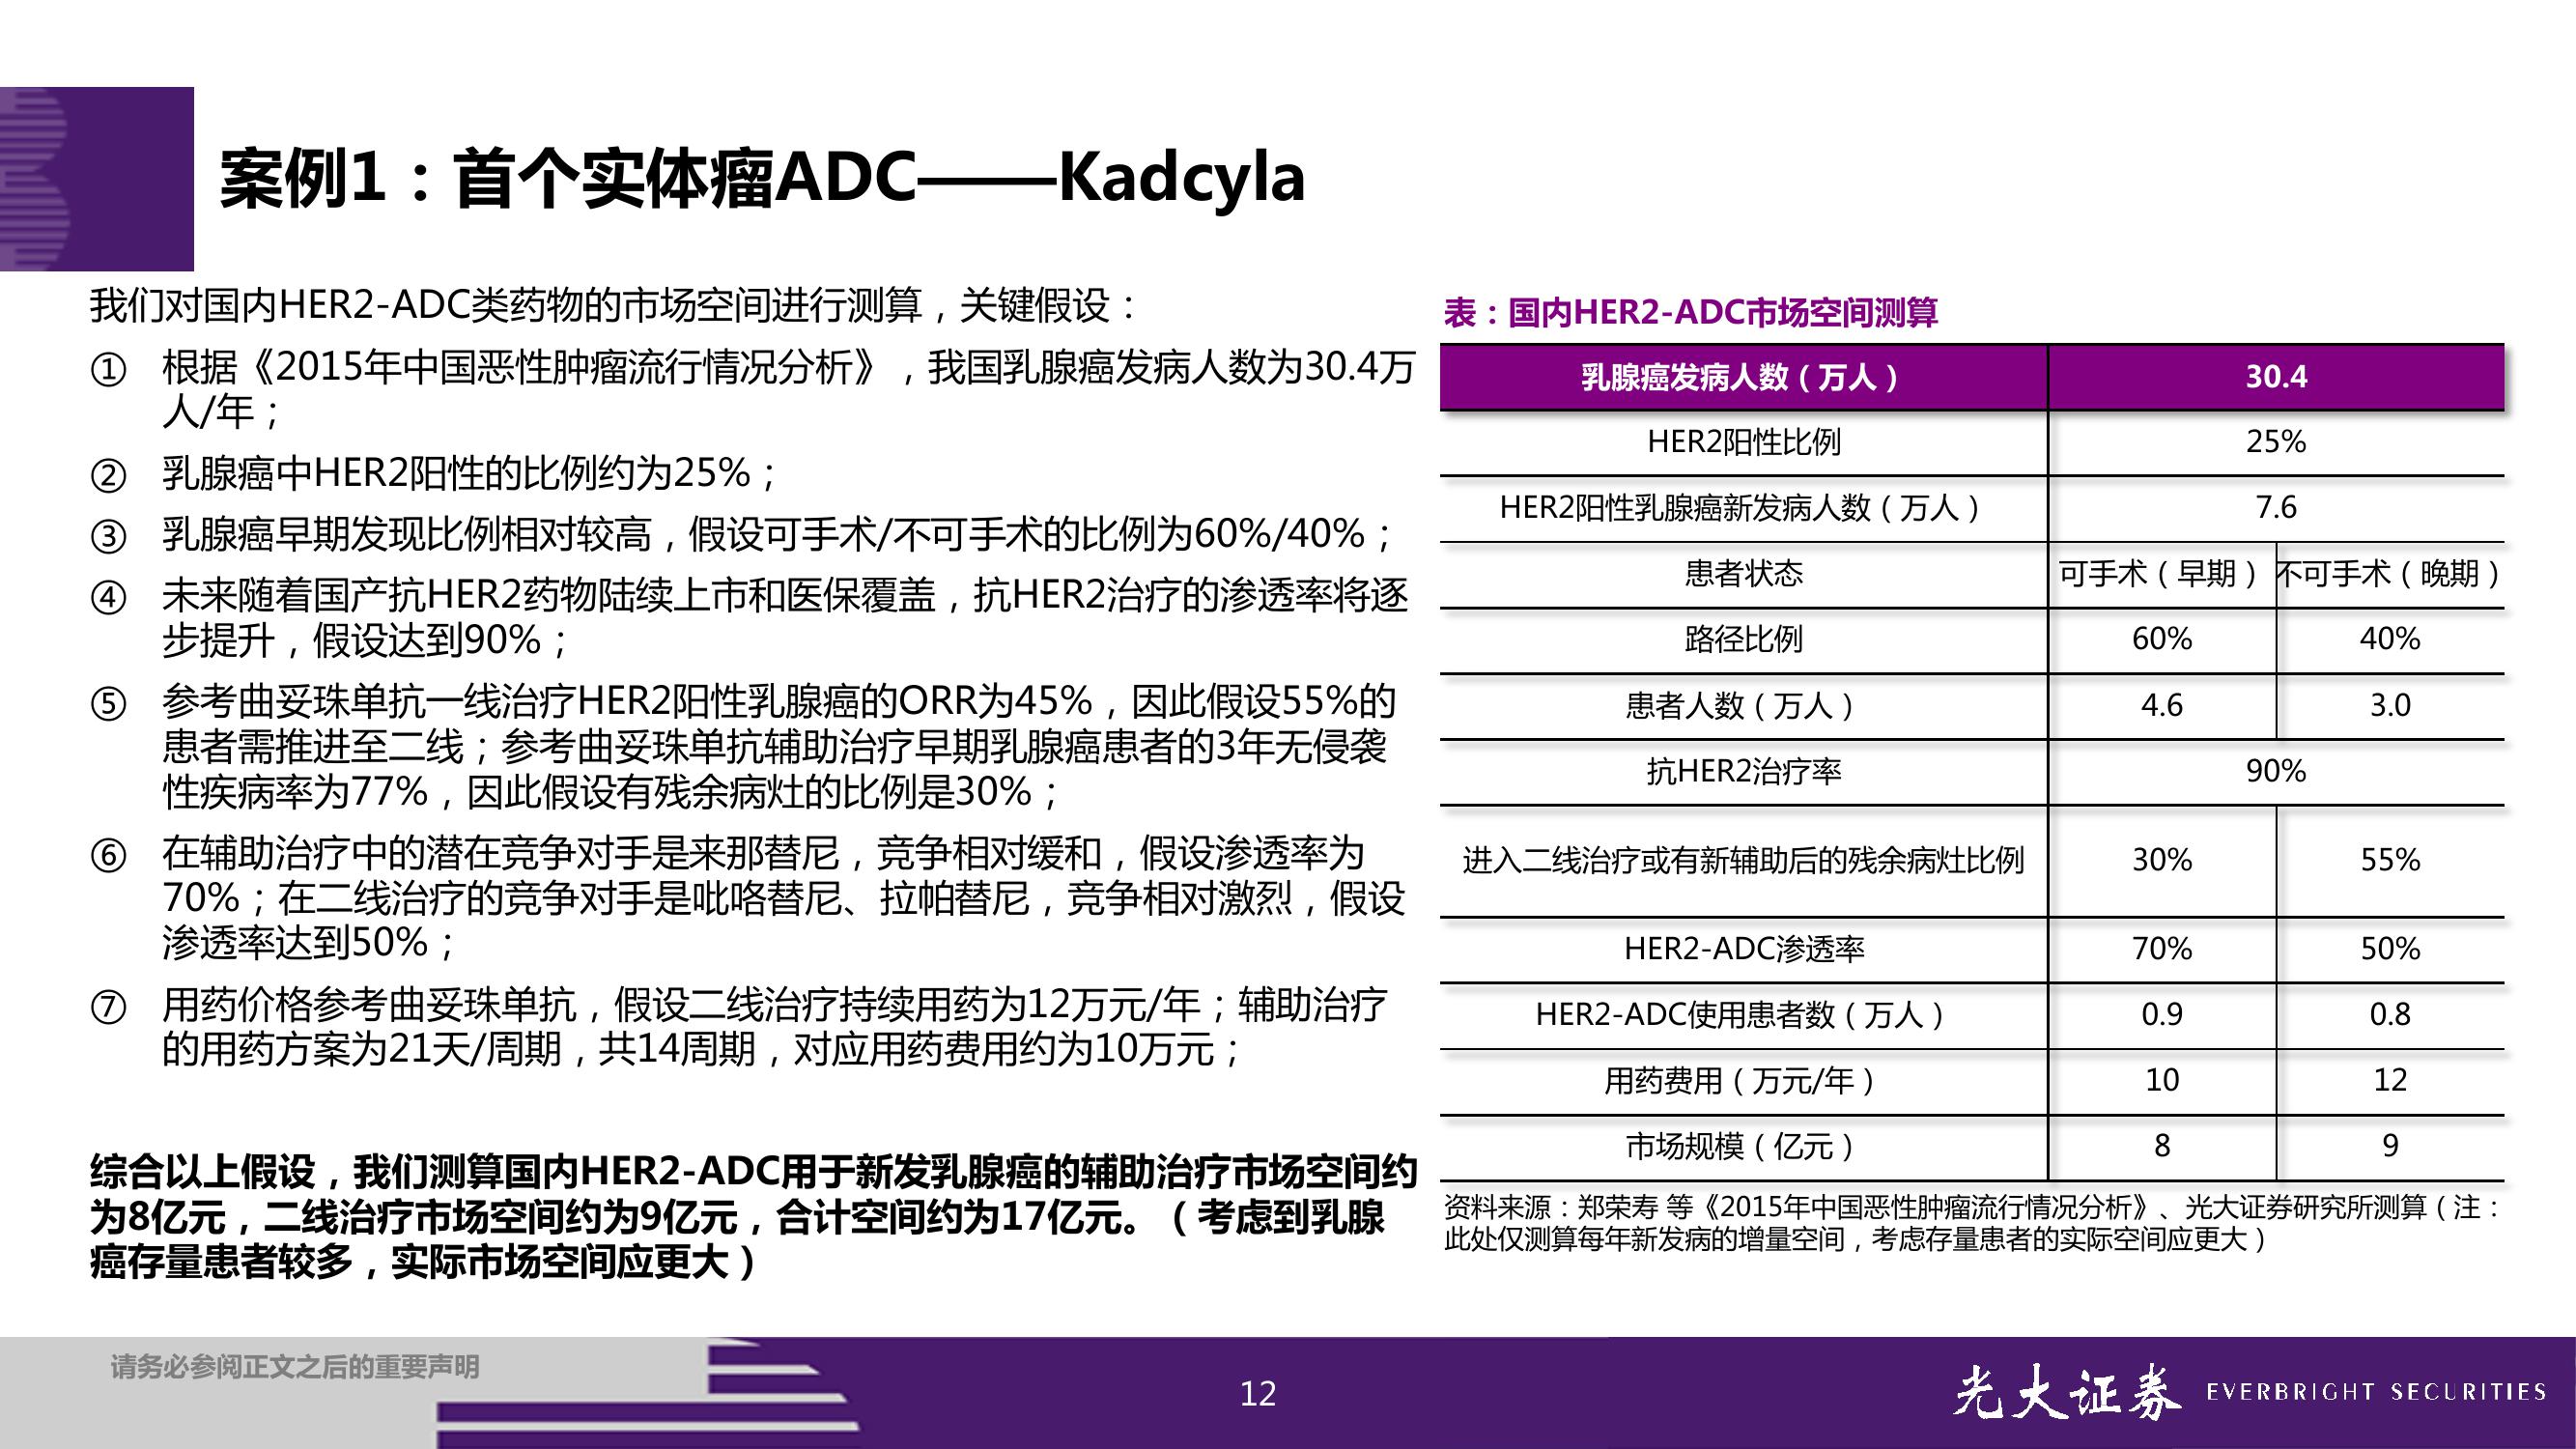 案例1：首个实体瘤ADC——Kadcyla
我们对国内HER2-ADC类药物的市场空间进行测算，关键假设：
① 根据《2015年中国恶性肿瘤流行情况分析》，我国乳腺癌发病人数为30.4万
人/年；
② 乳腺癌中HER2阳性的比例约为25%；
③ 乳腺癌早期发现比例相对较高，假设可手术/不可手术的比例为60%/40%；
④ 未来随着国产抗HER2药物陆续上市和医保覆盖，抗HER2治疗的渗透率将逐
步提升，假设达到90%；
⑤ 参考曲妥珠单抗一线治疗HER2阳性乳腺癌的ORR为45%，因此假设55%的
患者需推进至二线；参考曲妥珠单抗辅助治疗早期乳腺癌患者的3年无侵袭
性疾病率为77%，因此假设有残余病灶的比例是30%；
⑥ 在辅助治疗中的潜在竞争对手是来那替尼，竞争相对缓和，假设渗透率为
70%；在二线治疗的竞争对手是吡咯替尼、拉帕替尼，竞争相对激烈，假设
渗透率达到50%；
⑦ 用药价格参考曲妥珠单抗，假设二线治疗持续用药为12万元/年；辅助治疗
的用药方案为21天/周期，共14周期，对应用药费用约为10万元；
综合以上假设，我们测算国内HER2-ADC用于新发乳腺癌的辅助治疗市场空间约
为8亿元，二线治疗市场空间约为9亿元，合计空间约为17亿元。（考虑到乳腺
癌存量患者较多，实际市场空间应更大）
表：国内HER2-ADC市场空间测算
乳腺癌发病人数（万人） 30.4
HER2阳性比例 25%
HER2阳性乳腺癌新发病人数（万人） 7.6
患者状态 可手术（早期） 不可手术（晚期）
路径比例 60% 40%
患者人数（万人） 4.6 3.0
抗HER2治疗率 90%
进入二线治疗或有新辅助后的残余病灶比例 30% 55%
HER2-ADC渗透率 70% 50%
HER2-ADC使用患者数（万人） 0.9 0.8
用药费用（万元/年） 10 12
市场规模（亿元） 8 9
资料来源：郑荣寿 等《2015年中国恶性肿瘤流行情况分析》、光大证券研究所测算（注：
此处仅测算每年新发病的增量空间，考虑存量患者的实际空间应更大）
请务必参阅正文之后的重要声明
12
光大证券 EVERBRIGHT SECURITIES